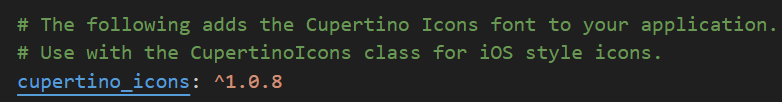 # The following adds the Cupertino Icons font to your application.
# Use with the CupertinoIcons class for iOS style icons.
cupertino_icons: ^1.0.8